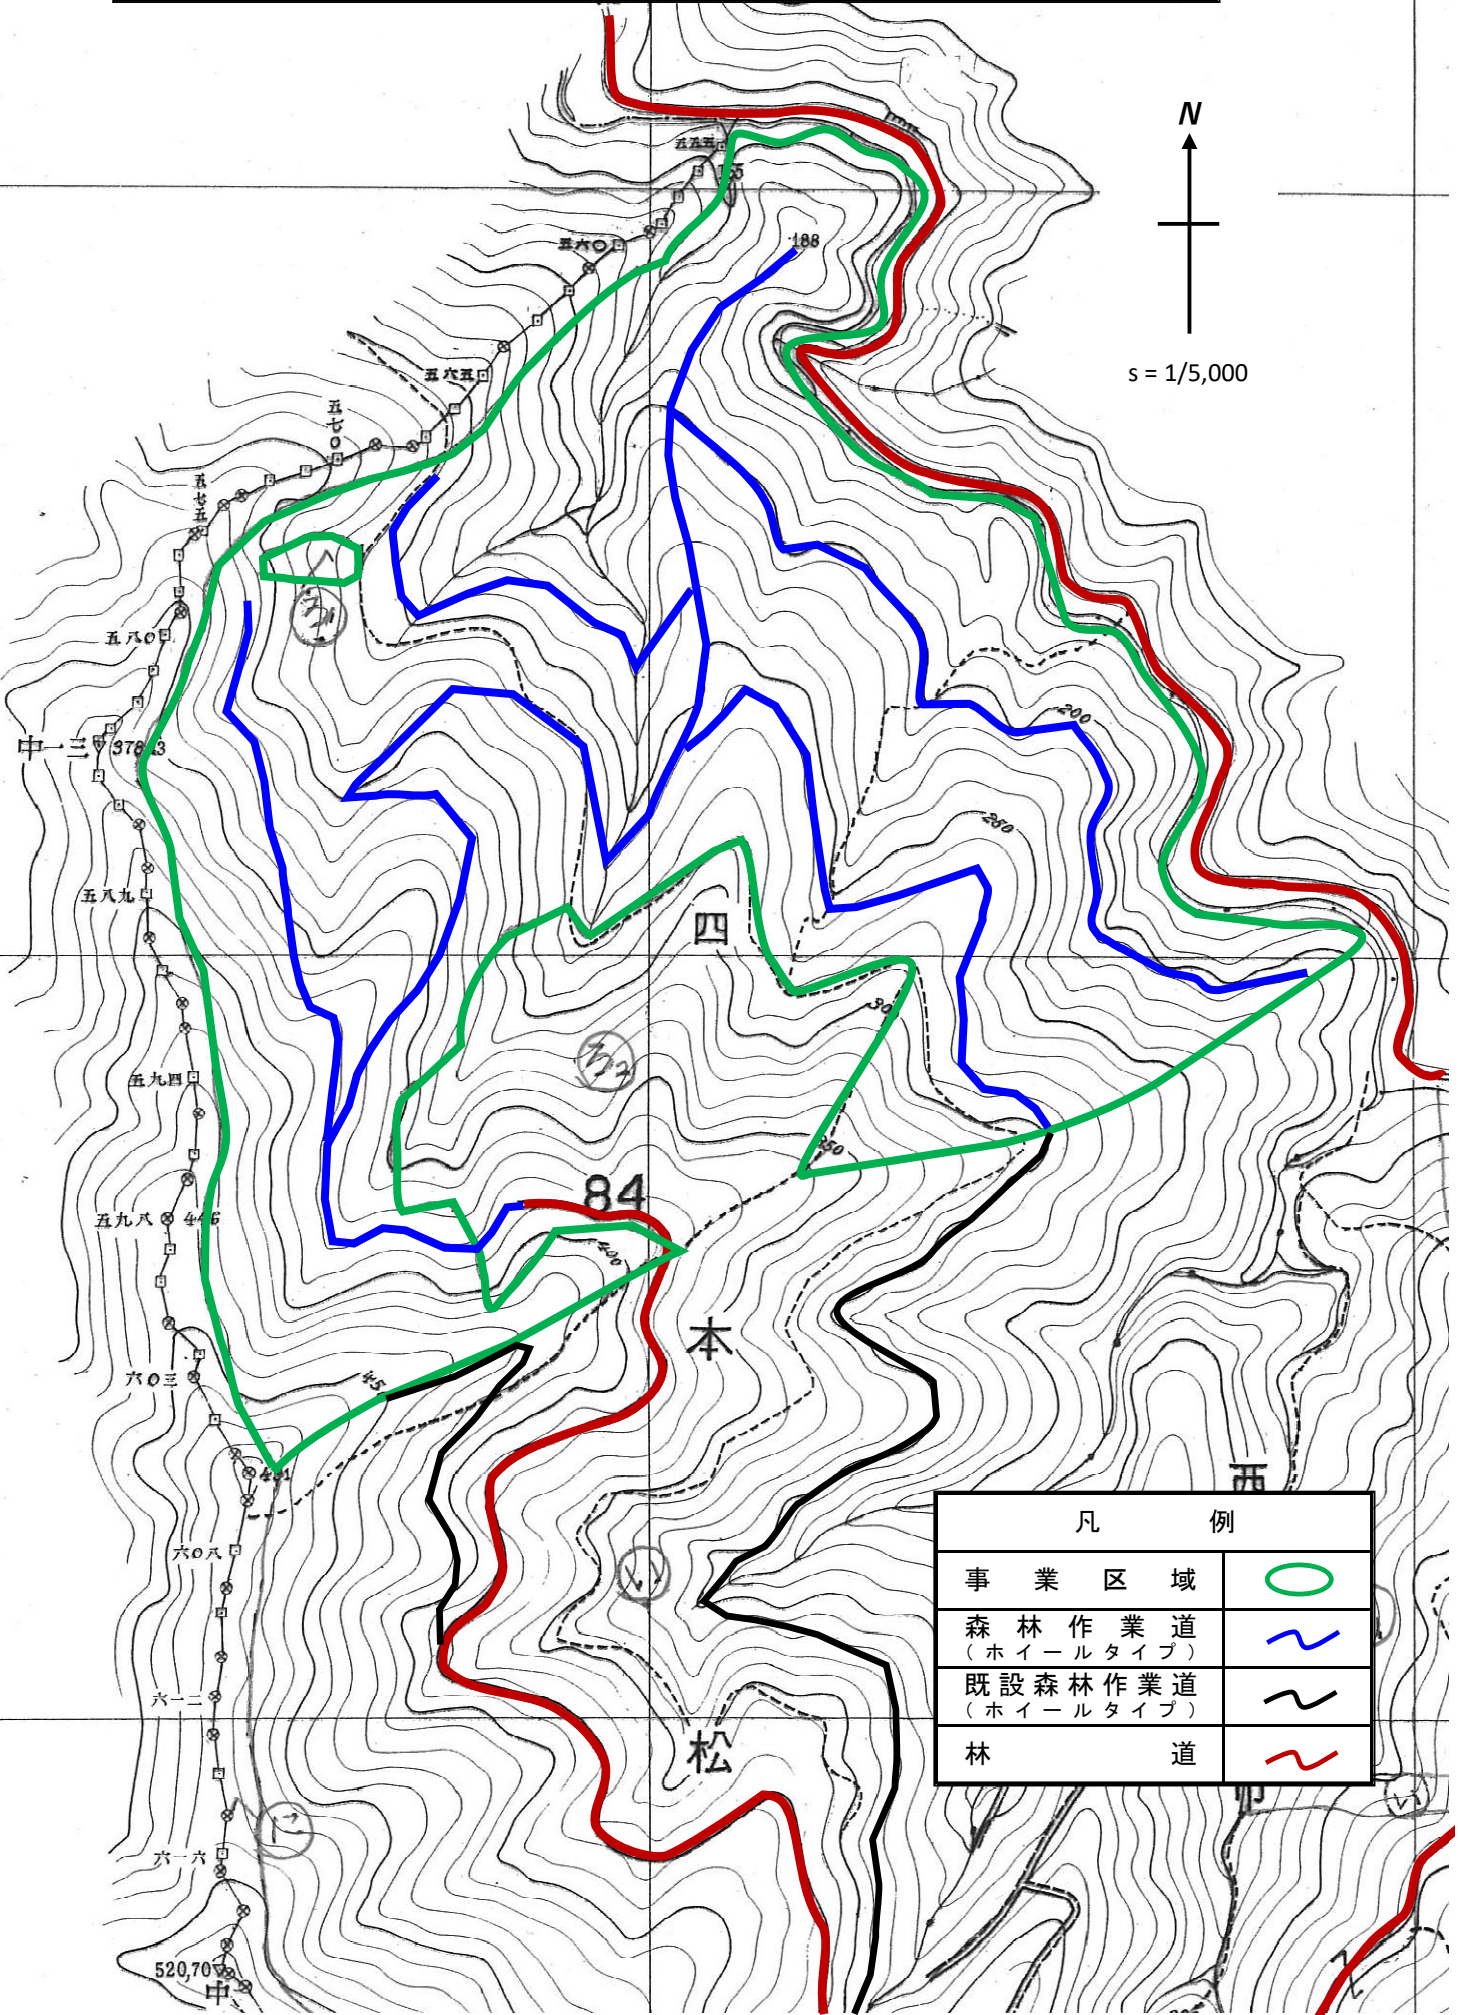 N
s = 1/5,000
五五五
155
188
五六〇
五六五
五七〇
五七五
五八〇
中一三
200
250
五八九
四
300
五九四
350
84
五九八
446
400
本
六〇三
45
西
六〇八
い
六一二
松
六一六
520,70
中
凡例
事業区域
森林作業道
(ホイールタイプ)
既設森林作業道
(ホイールタイプ)
林道